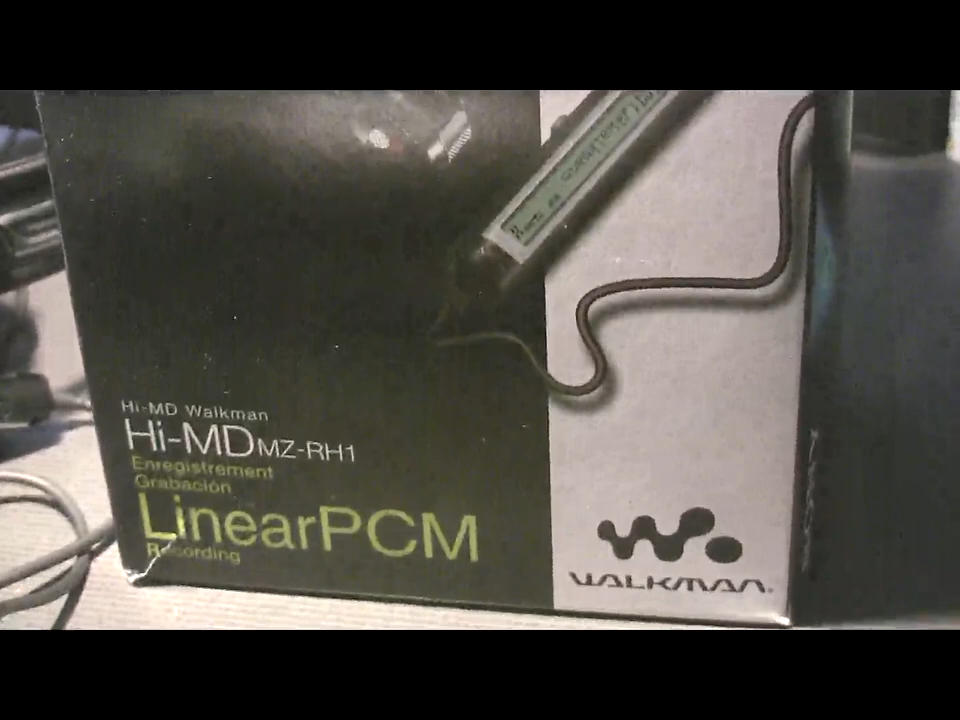 Hi-MD Walkman
Hi-MD MZ-RH1
Enregistrement
Grabación
LinearPCM
Recording
WALKMAN